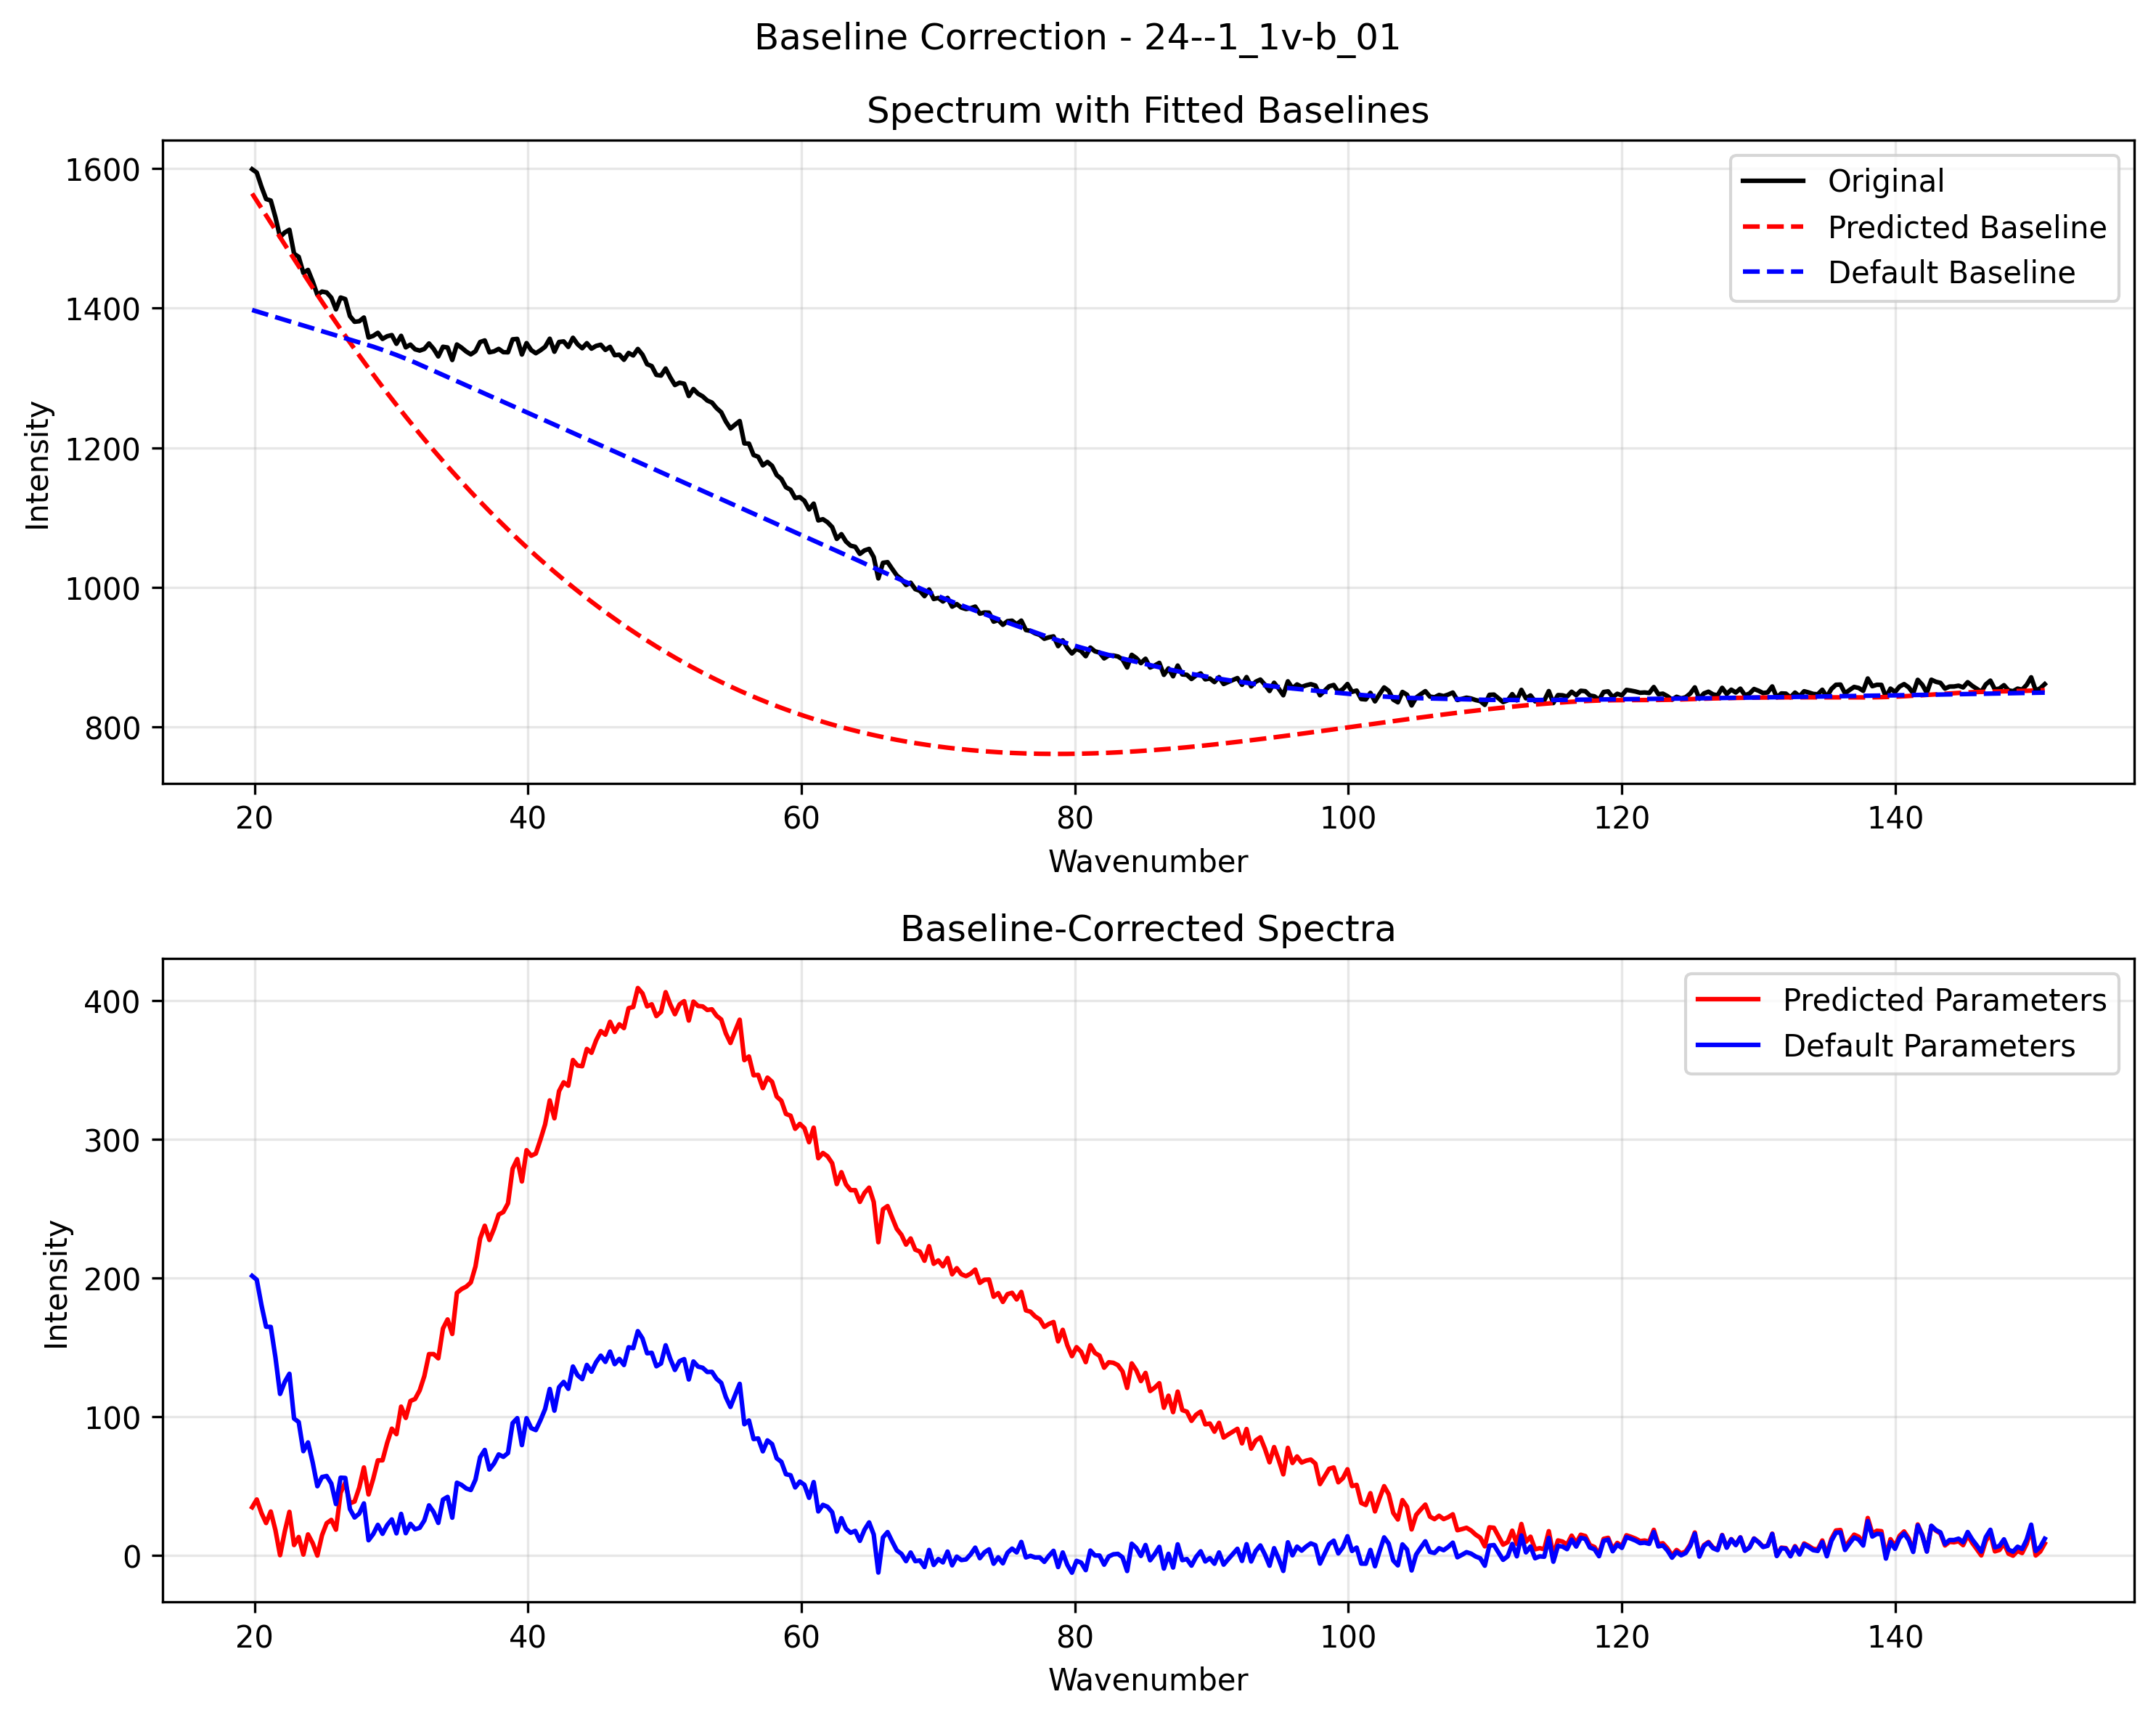 Baseline Correction - 24--1_1v-b_01
Spectrum with Fitted Baselines
1600
1400
1200
1000
800
Intensity
Original
Predicted Baseline
Default Baseline
20 40 60 80 100 120 140
Wavenumber
Baseline-Corrected Spectra
400
300
200
100
0
Intensity
Predicted Parameters
Default Parameters
20 40 60 80 100 120 140
Wavenumber